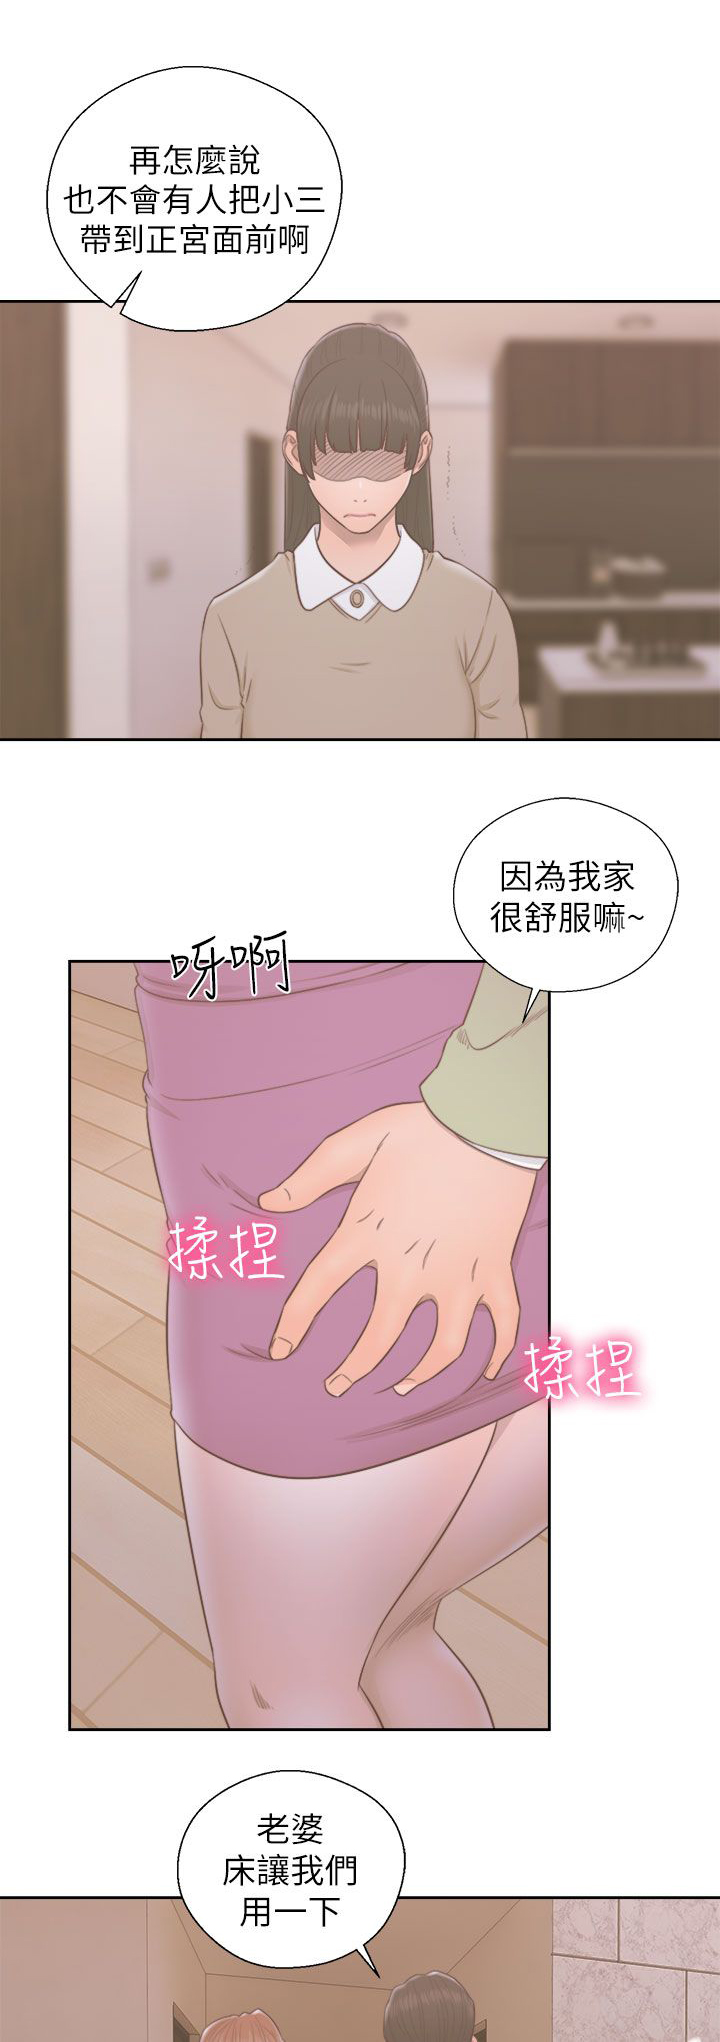 再怎麼說
也不會有人把小三
帶到正宮面前啊
因為我家
很舒服嘛~
呀啊
揉捏
揉捏
老婆
床讓我們
用一下